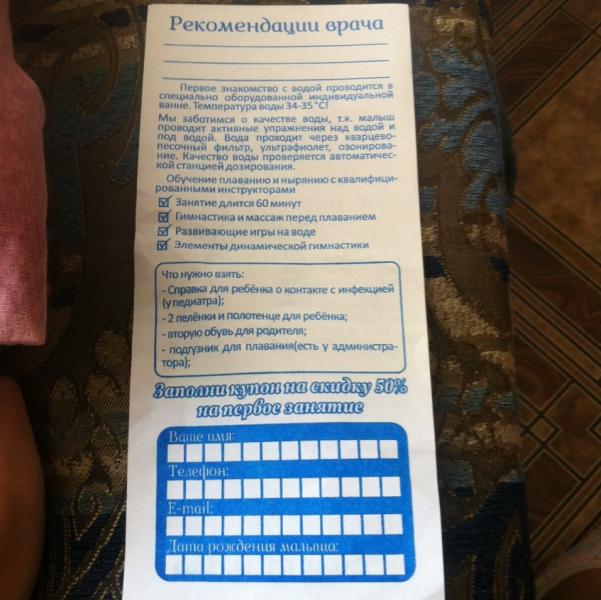 Рекомендации врача
Первое знакомство с водой проводится в
специально оборудованной индивидуальной
ванне. Температура воды 34-35 °С!
Мы заботимся о качестве воды, т.к. малыш
проводит активные упражнения над водой и
под водой. Вода проходит через кварцево-
песочный фильтр, ультрафиолет, озонирова-
ние. Качество воды проверяется автоматичес-
кой станцией дозирования.
Обучение плаванию и нырянию с квалифици-
рованными инструкторами
Занятие длится 60 минут
Гимнастика и массаж перед плаванием
Развивающие игры на воде
Элементы динамической гимнастики
Что нужно взять:
- Справка для ребёнка о контакте с инфекцией
(у педиатра);
- 2 пелёнки и полотенце для ребёнка;
- вторую обувь для родителя;
- подгузник для плавания(есть у администра-
тора);
Заполни купон на скидку 50%
на первое занятие
Ваше имя:
Телефон:
E-mail:
Дата рождения малыша: